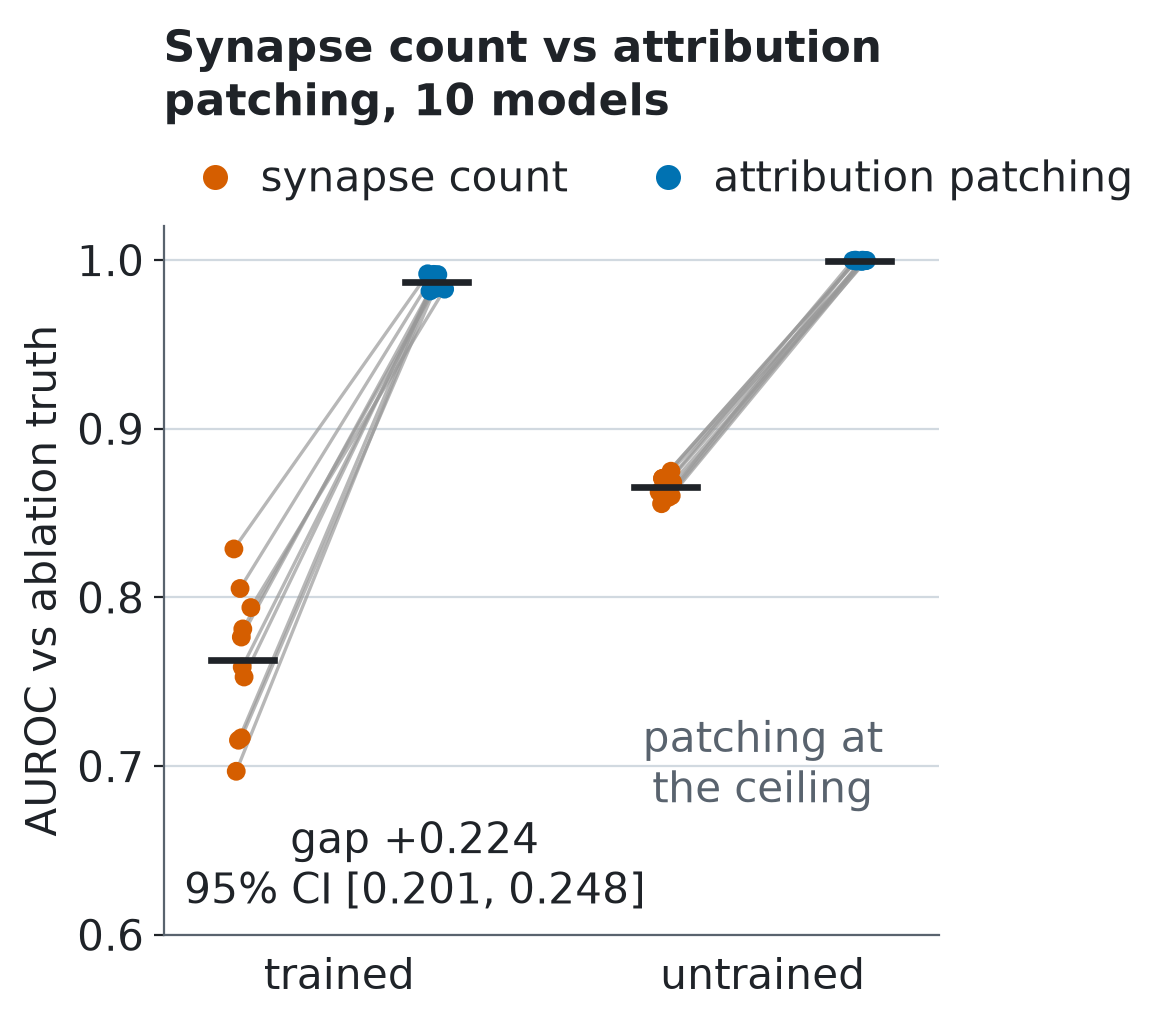 Synapse count vs attribution
patching, 10 models
synapse count
attribution patching
AUROC vs ablation truth
1.0
0.9
0.8
0.7
0.6
patching at
the ceiling
gap +0.224
95% CI [0.201, 0.248]
trained
untrained